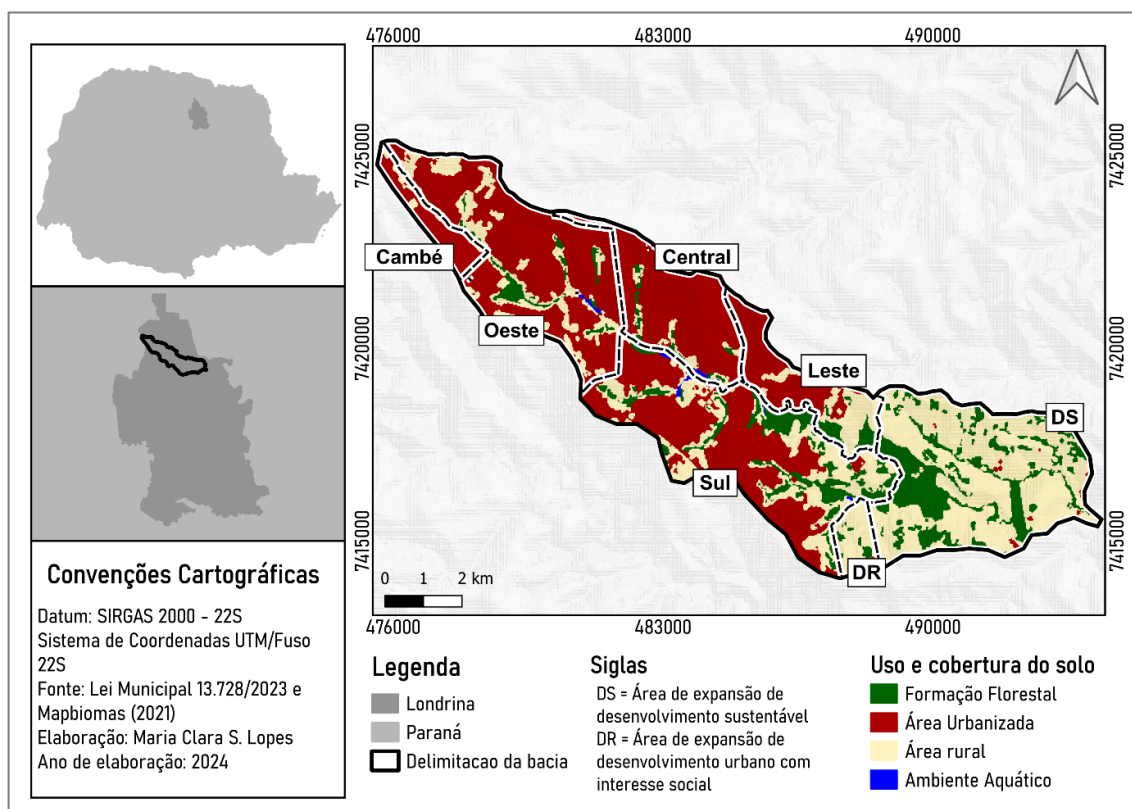 476000 483000 490000
7425000
7425000
Cambé
Central
Oeste
7420000
7420000
Leste
DS
Sul
7415000
7415000
DR
0 1 2 km
476000 483000 490000
Convenções Cartográficas
Datum: SIRGAS 2000 - 22S
Sistema de Coordenadas UTM/Fuso
22S
Fonte: Lei Municipal 13.728/2023 e
Mapbiomas (2021)
Elaboração: Maria Clara S. Lopes
Ano de elaboração: 2024
Legenda
Londrina
Paraná
Delimitacao da bacia
Siglas
DS = Área de expansão de
desenvolvimento sustentável
DR = Área de expansão de
desenvolvimento urbano com
interesse social
Uso e cobertura do solo
Formação Florestal
Área Urbanizada
Área rural
Ambiente Aquático